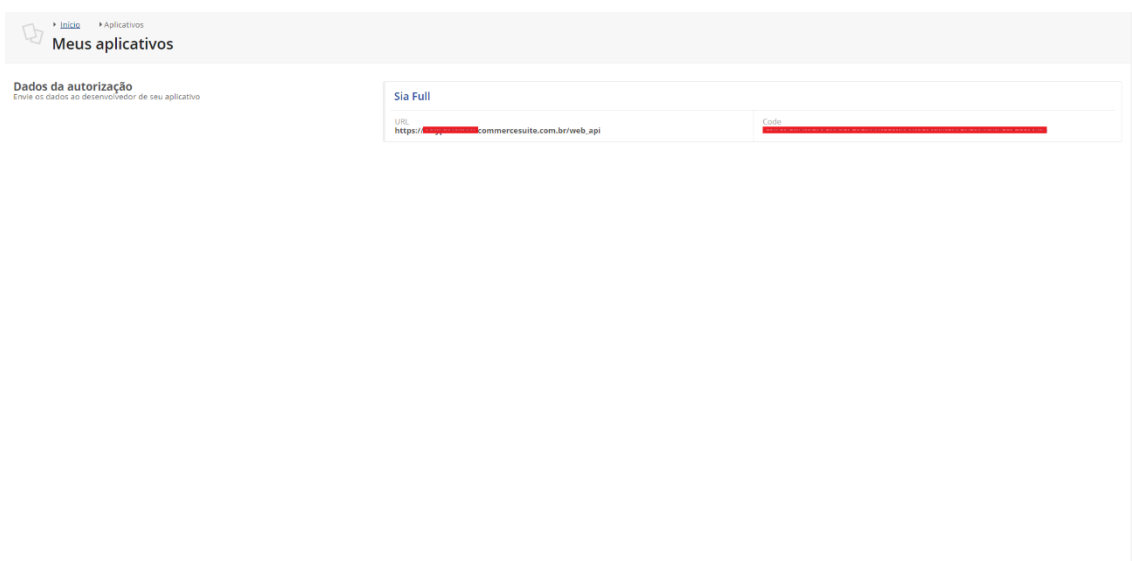 Início Aplicativos
Meus aplicativos
Dados da autorização
Envie os dados ao desenvolvedor de seu aplicativo
Sia Full
URL
https:// commercesuite.com.br/web_api
Code